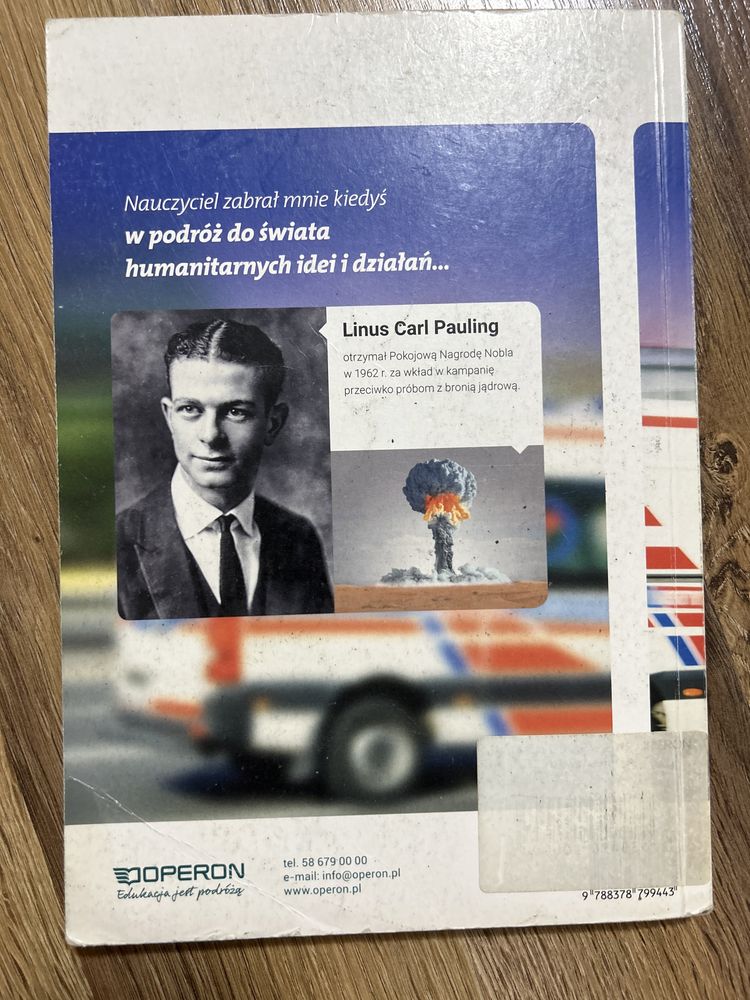 Nauczyciel zabrał mnie kiedyś
w podróż do świata
humanitarnych idei i działań...
Linus Carl Pauling
otrzymał Pokojową Nagrodę Nobla
w 1962 r. za wkład w kampanię
przeciwko próbom z bronią jądrową.
OPERON
Edukacja jest podróżą
tel. 58 679 00 00
e-mail: info@operon.pl
www.operon.pl
9 788378 799443